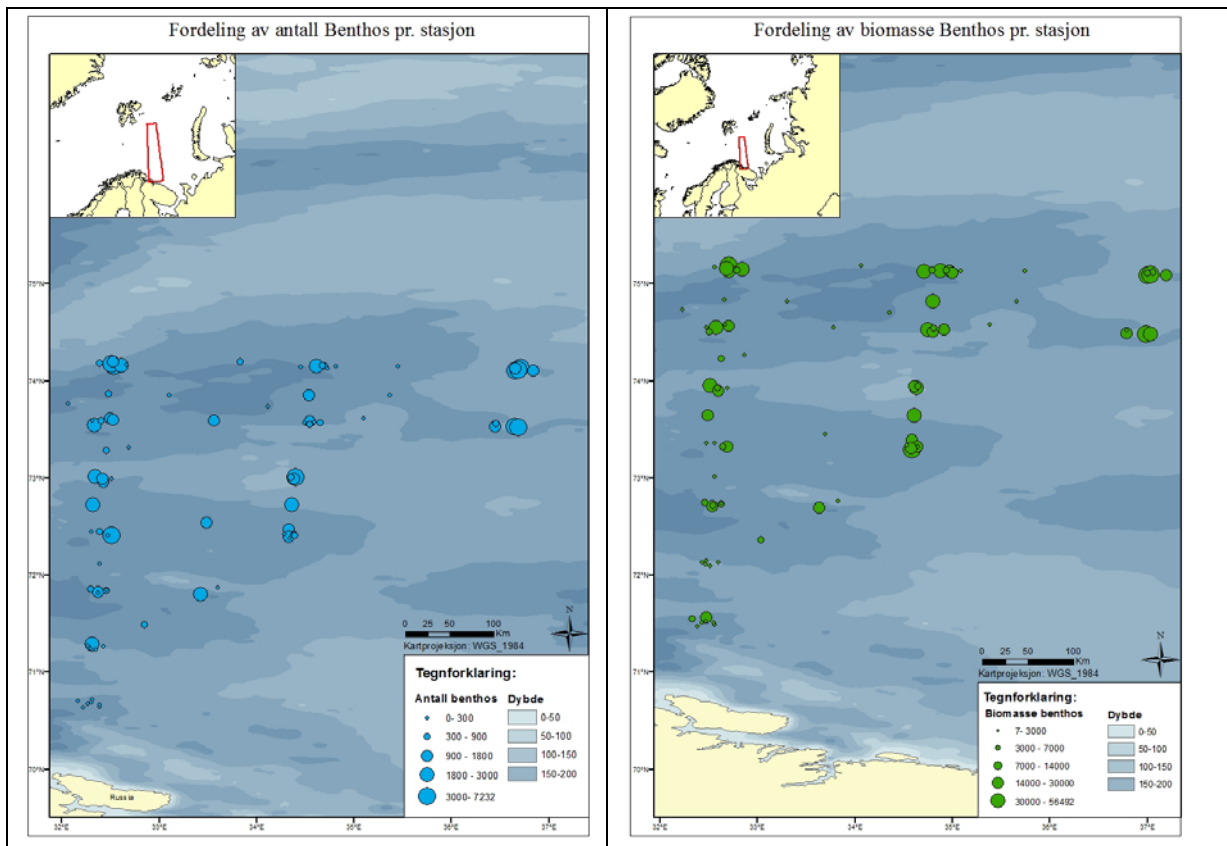 Fordeling av antall Benthos pr. stasjon
75°N
74°N
73°N
72°N
71°N
70°N
N
0 25 50 100
Km
Kartprojeksjon: WGS_1984
Tegnforklaring:
Antall benthos Dybde
0- 300 0-50
300 - 900 50-100
900 - 1800 100-150
1800 - 3000 150-200
3000- 7232
Russia
32°E 33°E 34°E 35°E 36°E 37°E
Fordeling av biomasse Benthos pr. stasjon
75°N
74°N
73°N
72°N
71°N
70°N
N
0 25 50 100
Km
Kartprojeksjon: WGS_1984
Tegnforklaring:
Biomasse benthos Dybde
7- 3000 0-50
3000 - 7000 50-100
7000 - 14000 100-150
14000 - 30000 150-200
30000 - 56492
32°E 33°E 34°E 35°E 36°E 37°E